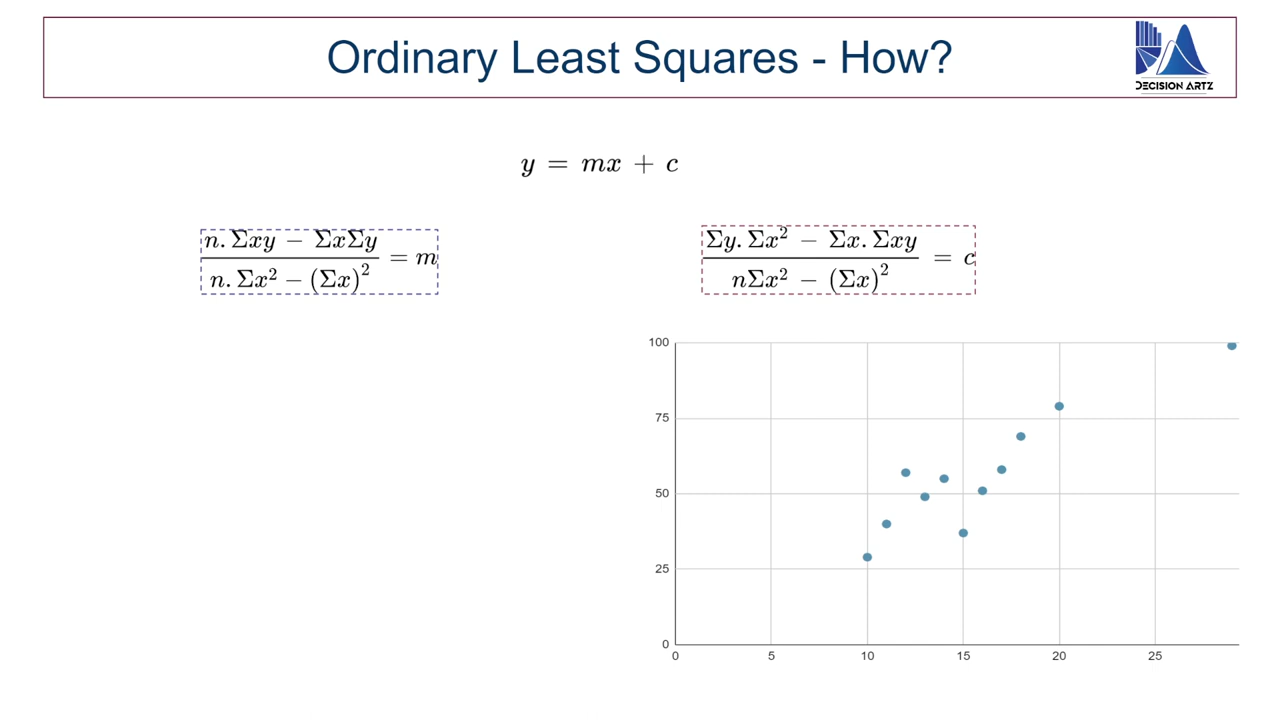 Ordinary Least Squares - How?
DECISION ARTZ
y = mx + c
n. Σxy − ΣxΣy
n. Σx² − (Σx)²
= m
Σy. Σx² − Σx. Σxy
nΣx² − (Σx)²
= c
100
75
50
25
0
0 5 10 15 20 25